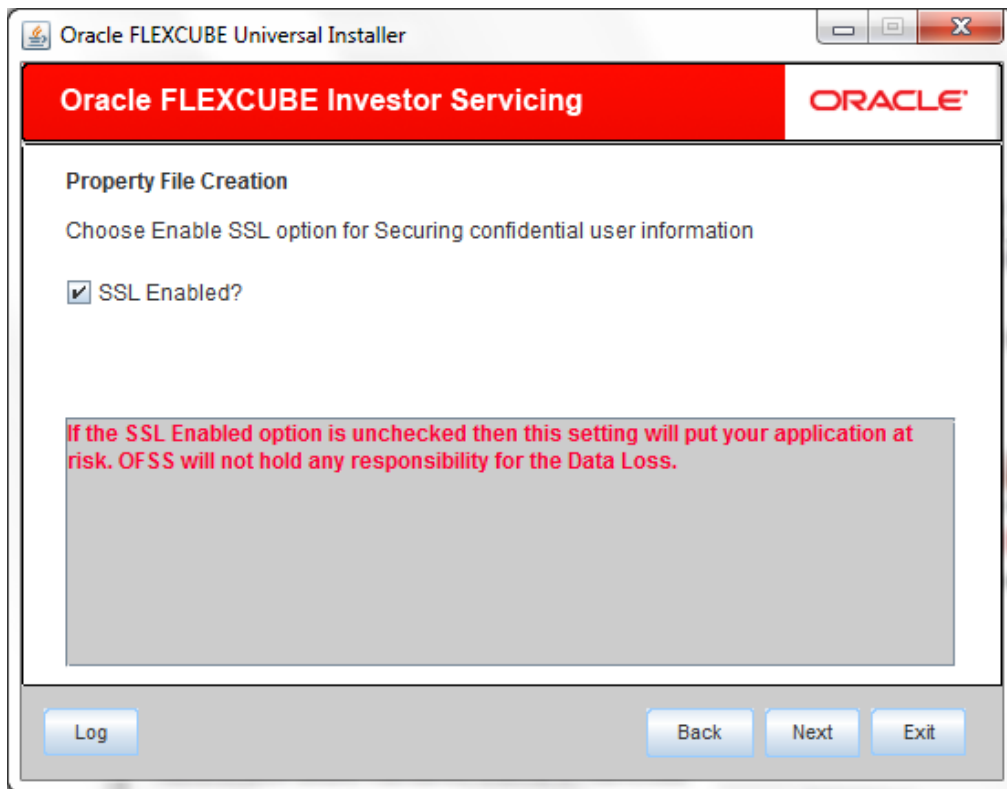 Oracle FLEXCUBE Universal Installer
Oracle FLEXCUBE Investor Servicing
ORACLE
Property File Creation
Choose Enable SSL option for Securing confidential user information
SSL Enabled?
If the SSL Enabled option is unchecked then this setting will put your application at
risk. OFSS will not hold any responsibility for the Data Loss.
Log
Back
Next
Exit